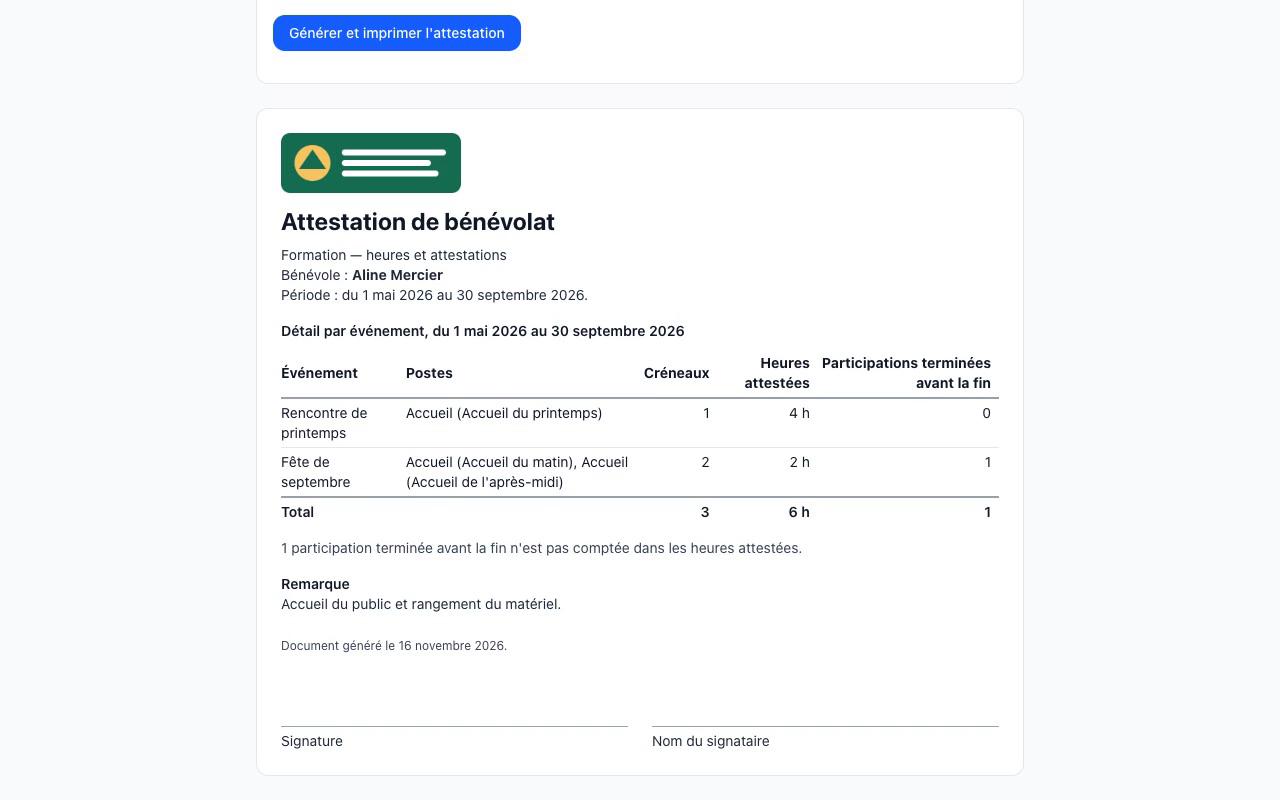 Générer et imprimer l'attestation
Attestation de bénévolat
Formation — heures et attestations
Bénévole : Aline Mercier
Période : du 1 mai 2026 au 30 septembre 2026.
Détail par événement, du 1 mai 2026 au 30 septembre 2026
Événement Postes Créneaux Heures attestées Participations terminées avant la fin
Rencontre de printemps Accueil (Accueil du printemps) 1 4 h 0
Fête de septembre Accueil (Accueil du matin), Accueil (Accueil de l'après-midi) 2 2 h 1
Total 3 6 h 1
1 participation terminée avant la fin n'est pas comptée dans les heures attestées.
Remarque
Accueil du public et rangement du matériel.
Document généré le 16 novembre 2026.
Signature
Nom du signataire